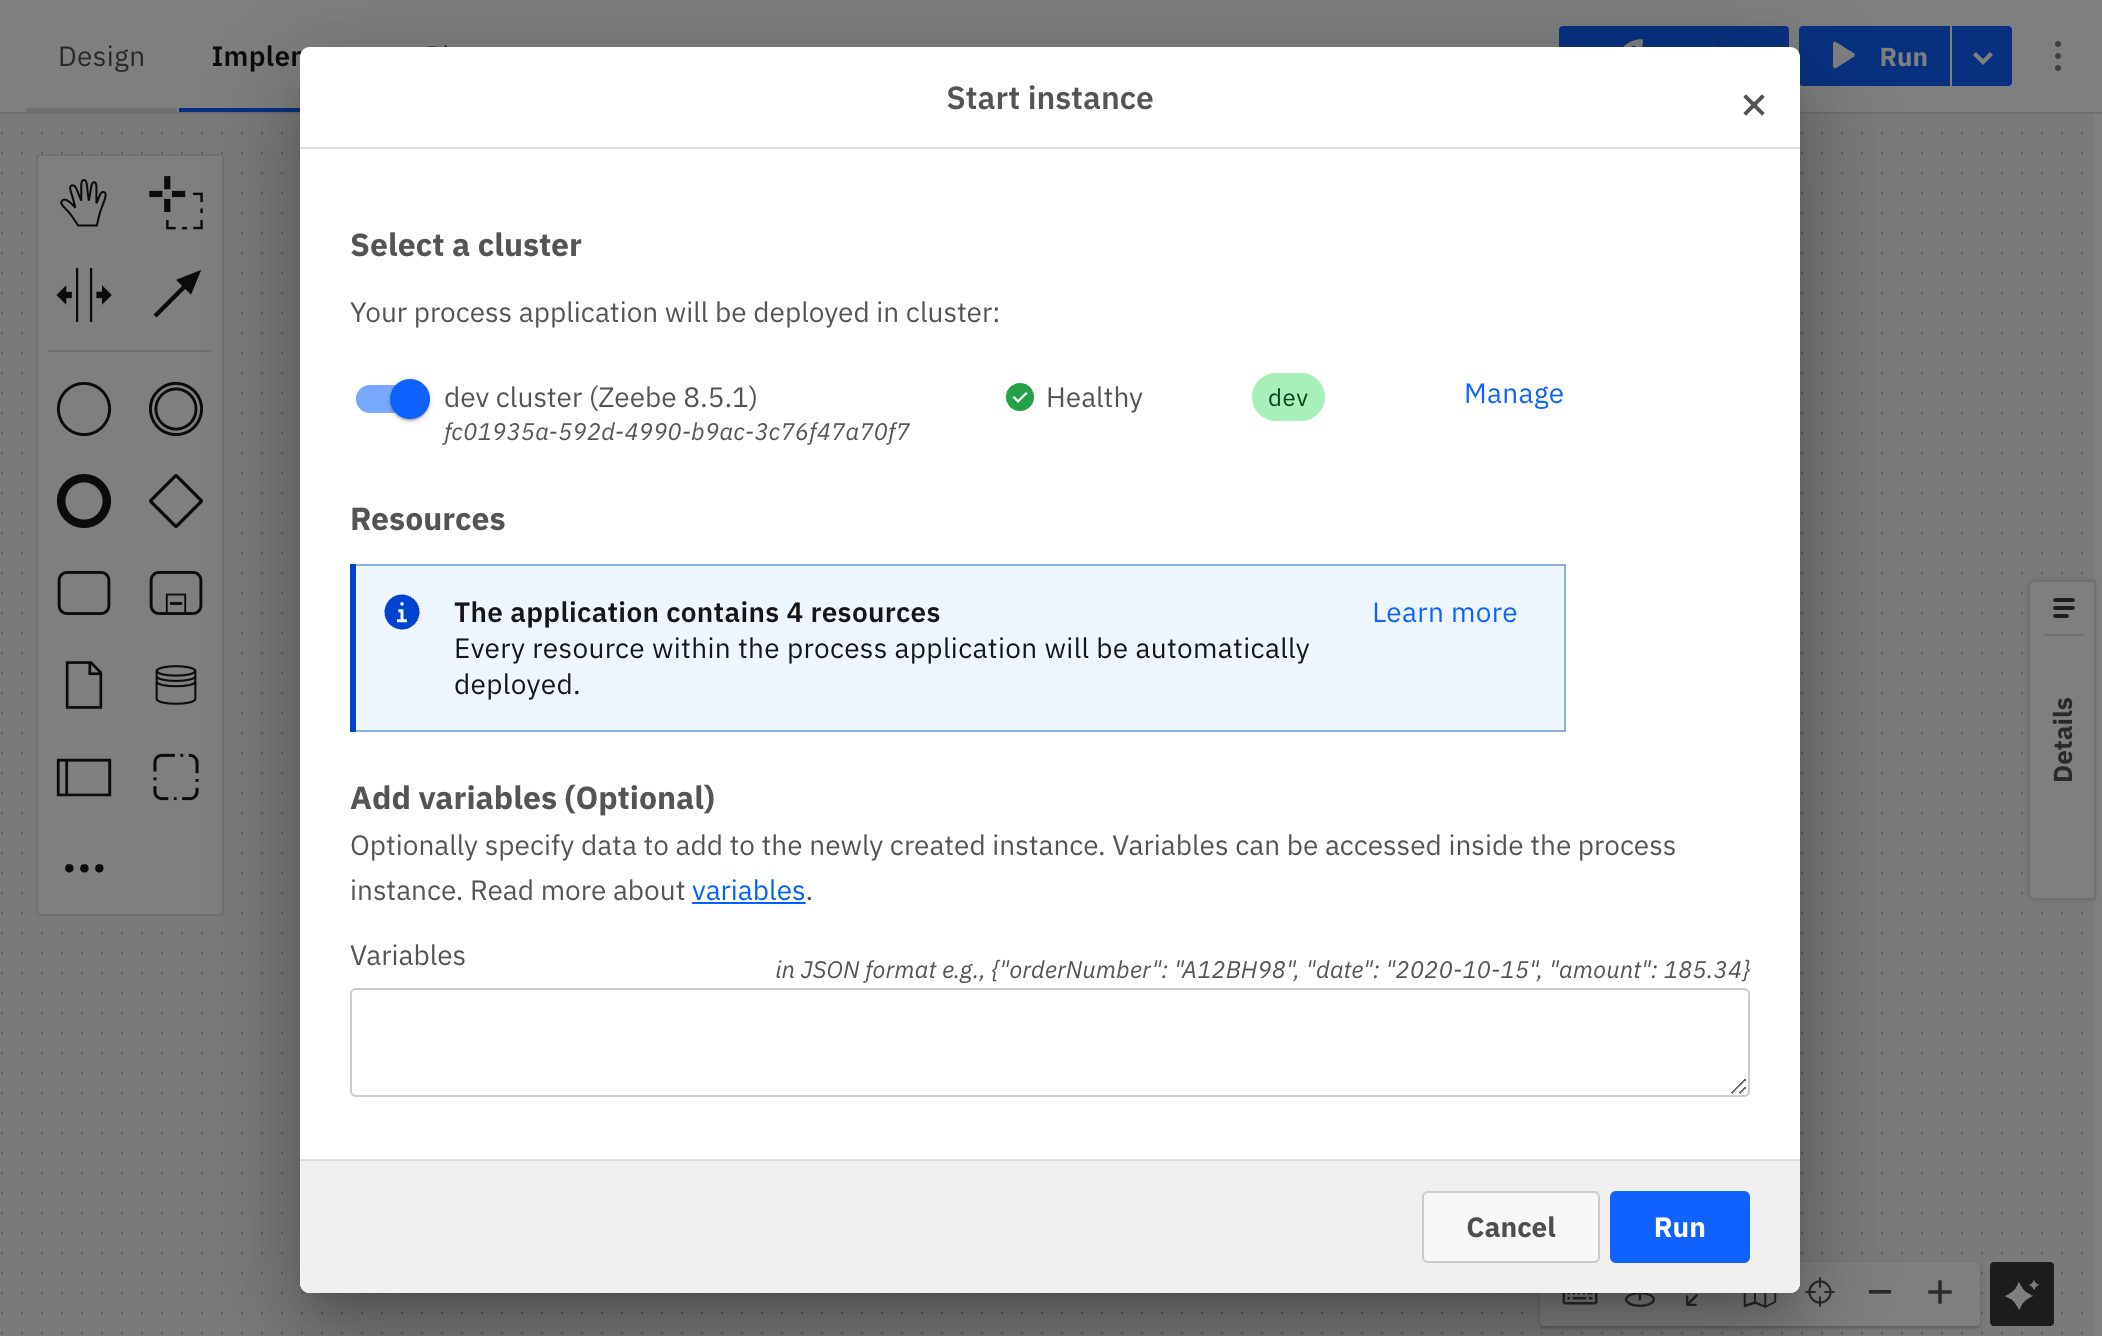 Design
Start instance
Run
Select a cluster
Your process application will be deployed in cluster:
dev cluster (Zeebe 8.5.1)
Healthy
dev
Manage
fc01935a-592d-4990-b9ac-3c76f47a70f7
Resources
The application contains 4 resources
Learn more
Every resource within the process application will be automatically
deployed.
Details
Add variables (Optional)
Optionally specify data to add to the newly created instance. Variables can be accessed inside the process
instance. Read more about variables.
Variables
in JSON format e.g., {"orderNumber": "A12BH98", "date": "2020-10-15", "amount": 185.34}
Cancel
Run